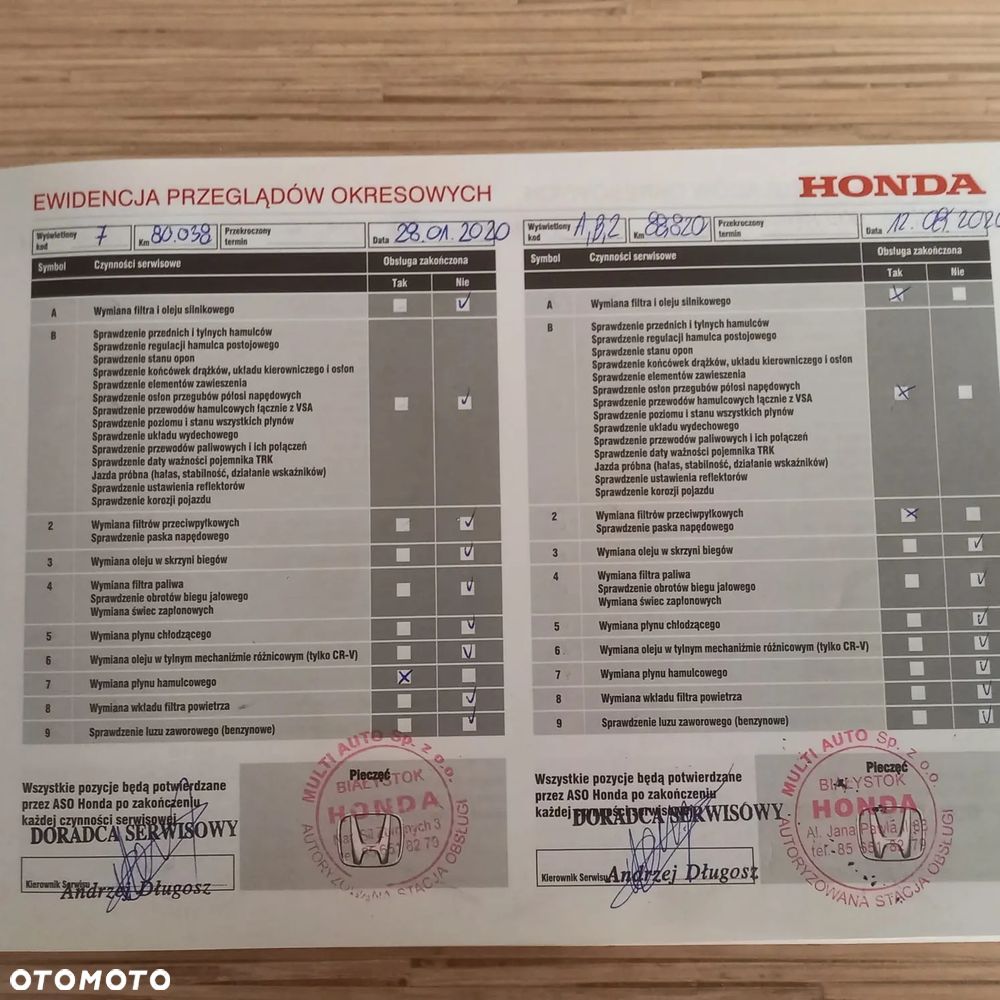 EWIDENCJA PRZEGLĄDÓW OKRESOWYCH
HONDA
Wyświetlony kod 7 Km 80.038 Przekroczony termin Data 28.01.2020
Symbol Czynności serwisowe Obsługa zakończona
Tak Nie
A Wymiana filtra i oleju silnikowego
B Sprawdzenie przednich i tylnych hamulców
Sprawdzenie regulacji hamulca postojowego
Sprawdzenie stanu opon
Sprawdzenie końcówek drążków, układu kierowniczego i osłon
Sprawdzenie elementów zawieszenia
Sprawdzenie osłon przegubów półosi napędowych
Sprawdzenie przewodów hamulcowych łącznie z VSA
Sprawdzenie poziomu i stanu wszystkich płynów
Sprawdzenie układu wydechowego
Sprawdzenie przewodów paliwowych i ich połączeń
Sprawdzenie daty ważności pojemnika TRK
Jazda próbna (hałas, stabilność, działanie wskaźników)
Sprawdzenie ustawienia reflektorów
Sprawdzenie korozji pojazdu
2 Wymiana filtrów przeciwpyłkowych
Sprawdzenie paska napędowego
3 Wymiana oleju w skrzyni biegów
4 Wymiana filtra paliwa
Sprawdzenie obrotów biegu jałowego
Wymiana świec zapłonowych
5 Wymiana płynu chłodzącego
6 Wymiana oleju w tylnym mechaniźmie różnicowym (tylko CR-V)
7 Wymiana płynu hamulcowego
8 Wymiana wkładu filtra powietrza
9 Sprawdzenie luzu zaworowego (benzynowe)
Wszystkie pozycje będą potwierdzane
przez ASO Honda po zakończeniu
każdej czynności serwisowej
DORADCA SERWISOWY
Kierownik Serwisu
Andrzej Długosz
Pieczęć
MULTI AUTO Sp. z o.o.
BIAŁYSTOK
HONDA
AUTORYZOWANA STACJA OBSŁUGI
Wyświetlony kod A,B,2 Km 88.820 Przekroczony termin Data 12.
Symbol Czynności serwisowe Obsługa zakończona
Tak Nie
A Wymiana filtra i oleju silnikowego
B Sprawdzenie przednich i tylnych hamulców
Sprawdzenie regulacji hamulca postojowego
Sprawdzenie stanu opon
Sprawdzenie końcówek drążków, układu kierowniczego i osłon
Sprawdzenie elementów zawieszenia
Sprawdzenie osłon przegubów półosi napędowych
Sprawdzenie przewodów hamulcowych łącznie z VSA
Sprawdzenie poziomu i stanu wszystkich płynów
Sprawdzenie układu wydechowego
Sprawdzenie przewodów paliwowych i ich połączeń
Sprawdzenie daty ważności pojemnika TRK
Jazda próbna (hałas, stabilność, działanie wskaźników)
Sprawdzenie ustawienia reflektorów
Sprawdzenie korozji pojazdu
2 Wymiana filtrów przeciwpyłkowych
Sprawdzenie paska napędowego
3 Wymiana oleju w skrzyni biegów
4 Wymiana filtra paliwa
Sprawdzenie obrotów biegu jałowego
Wymiana świec zapłonowych
5 Wymiana płynu chłodzącego
6 Wymiana oleju w tylnym mechaniźmie różnicowym (tylko CR-V)
7 Wymiana płynu hamulcowego
8 Wymiana wkładu filtra powietrza
9 Sprawdzenie luzu zaworowego (benzynowe)
Wszystkie pozycje będą potwierdzane
przez ASO Honda po zakończeniu
każdej czynności serwisowej
DORADCA SERWISOWY
Kierownik Serwisu
Andrzej Długosz
Pieczęć
MULTI AUTO Sp. z o.o.
BIAŁYSTOK
HONDA
Al. Jana Pawła II
AUTORYZOWANA STACJA OBSŁUGI
OTOMOTO